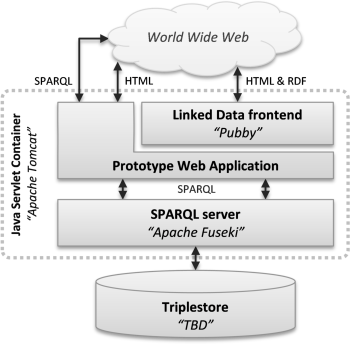 World Wide Web
SPARQL
HTML
HTML & RDF
Java Servlet Container
"Apache Tomcat"
Linked Data frontend
"Pubby"
Prototype Web Application
SPARQL
SPARQL server
"Apache Fuseki"
Triplestore
"TBD"